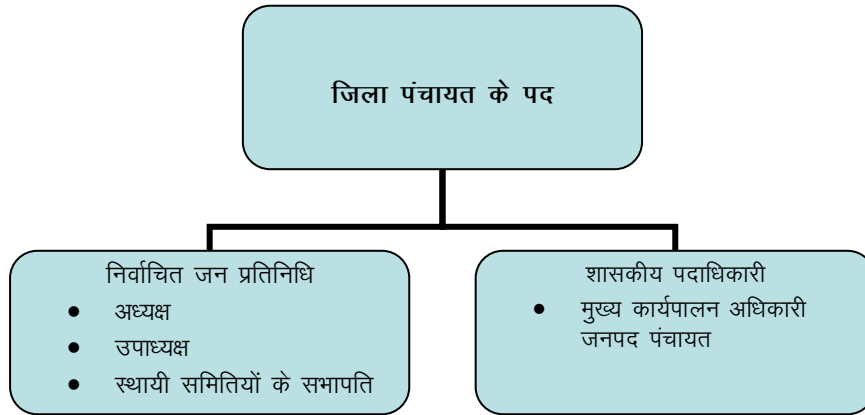 जिला पंचायत के पद
निर्वाचित जन प्रतिनिधि
• अध्यक्ष
• उपाध्यक्ष
• स्थायी समितियों के सभापति
शासकीय पदाधिकारी
• मुख्य कार्यपालन अधिकारी
जनपद पंचायत